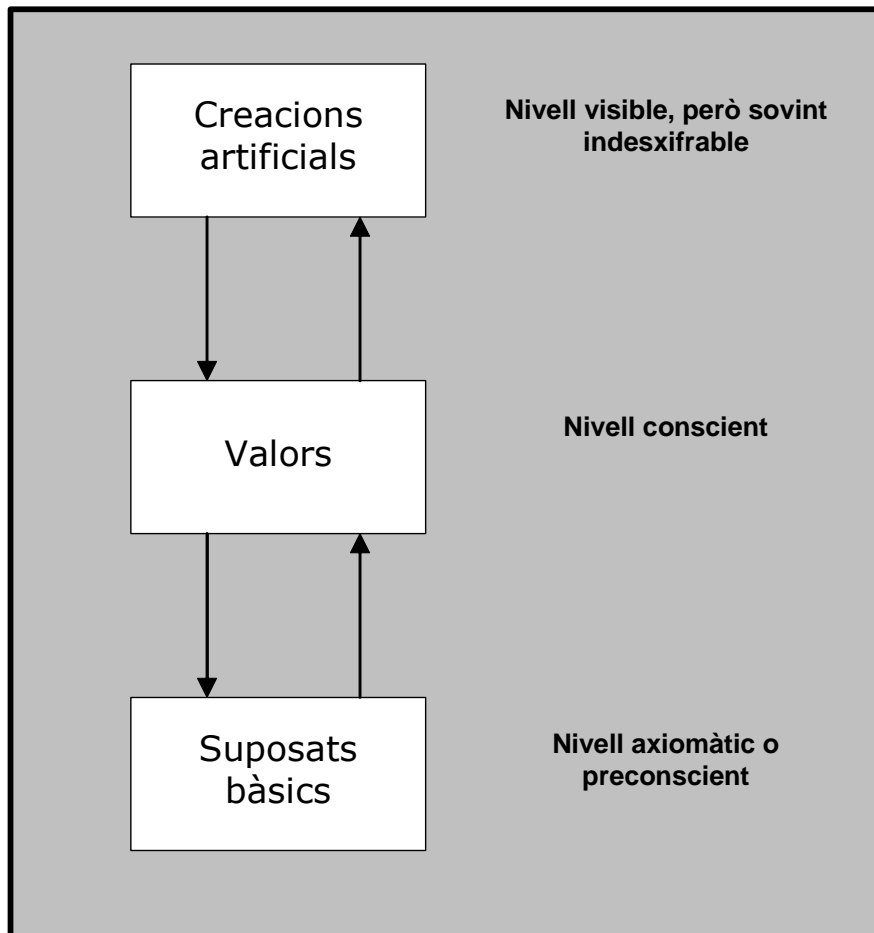 Creacions
artificials
Nivell visible, però sovint
indesxifrable
Valors
Nivell conscient
Suposats
bàsics
Nivell axiomàtic o
preconscient